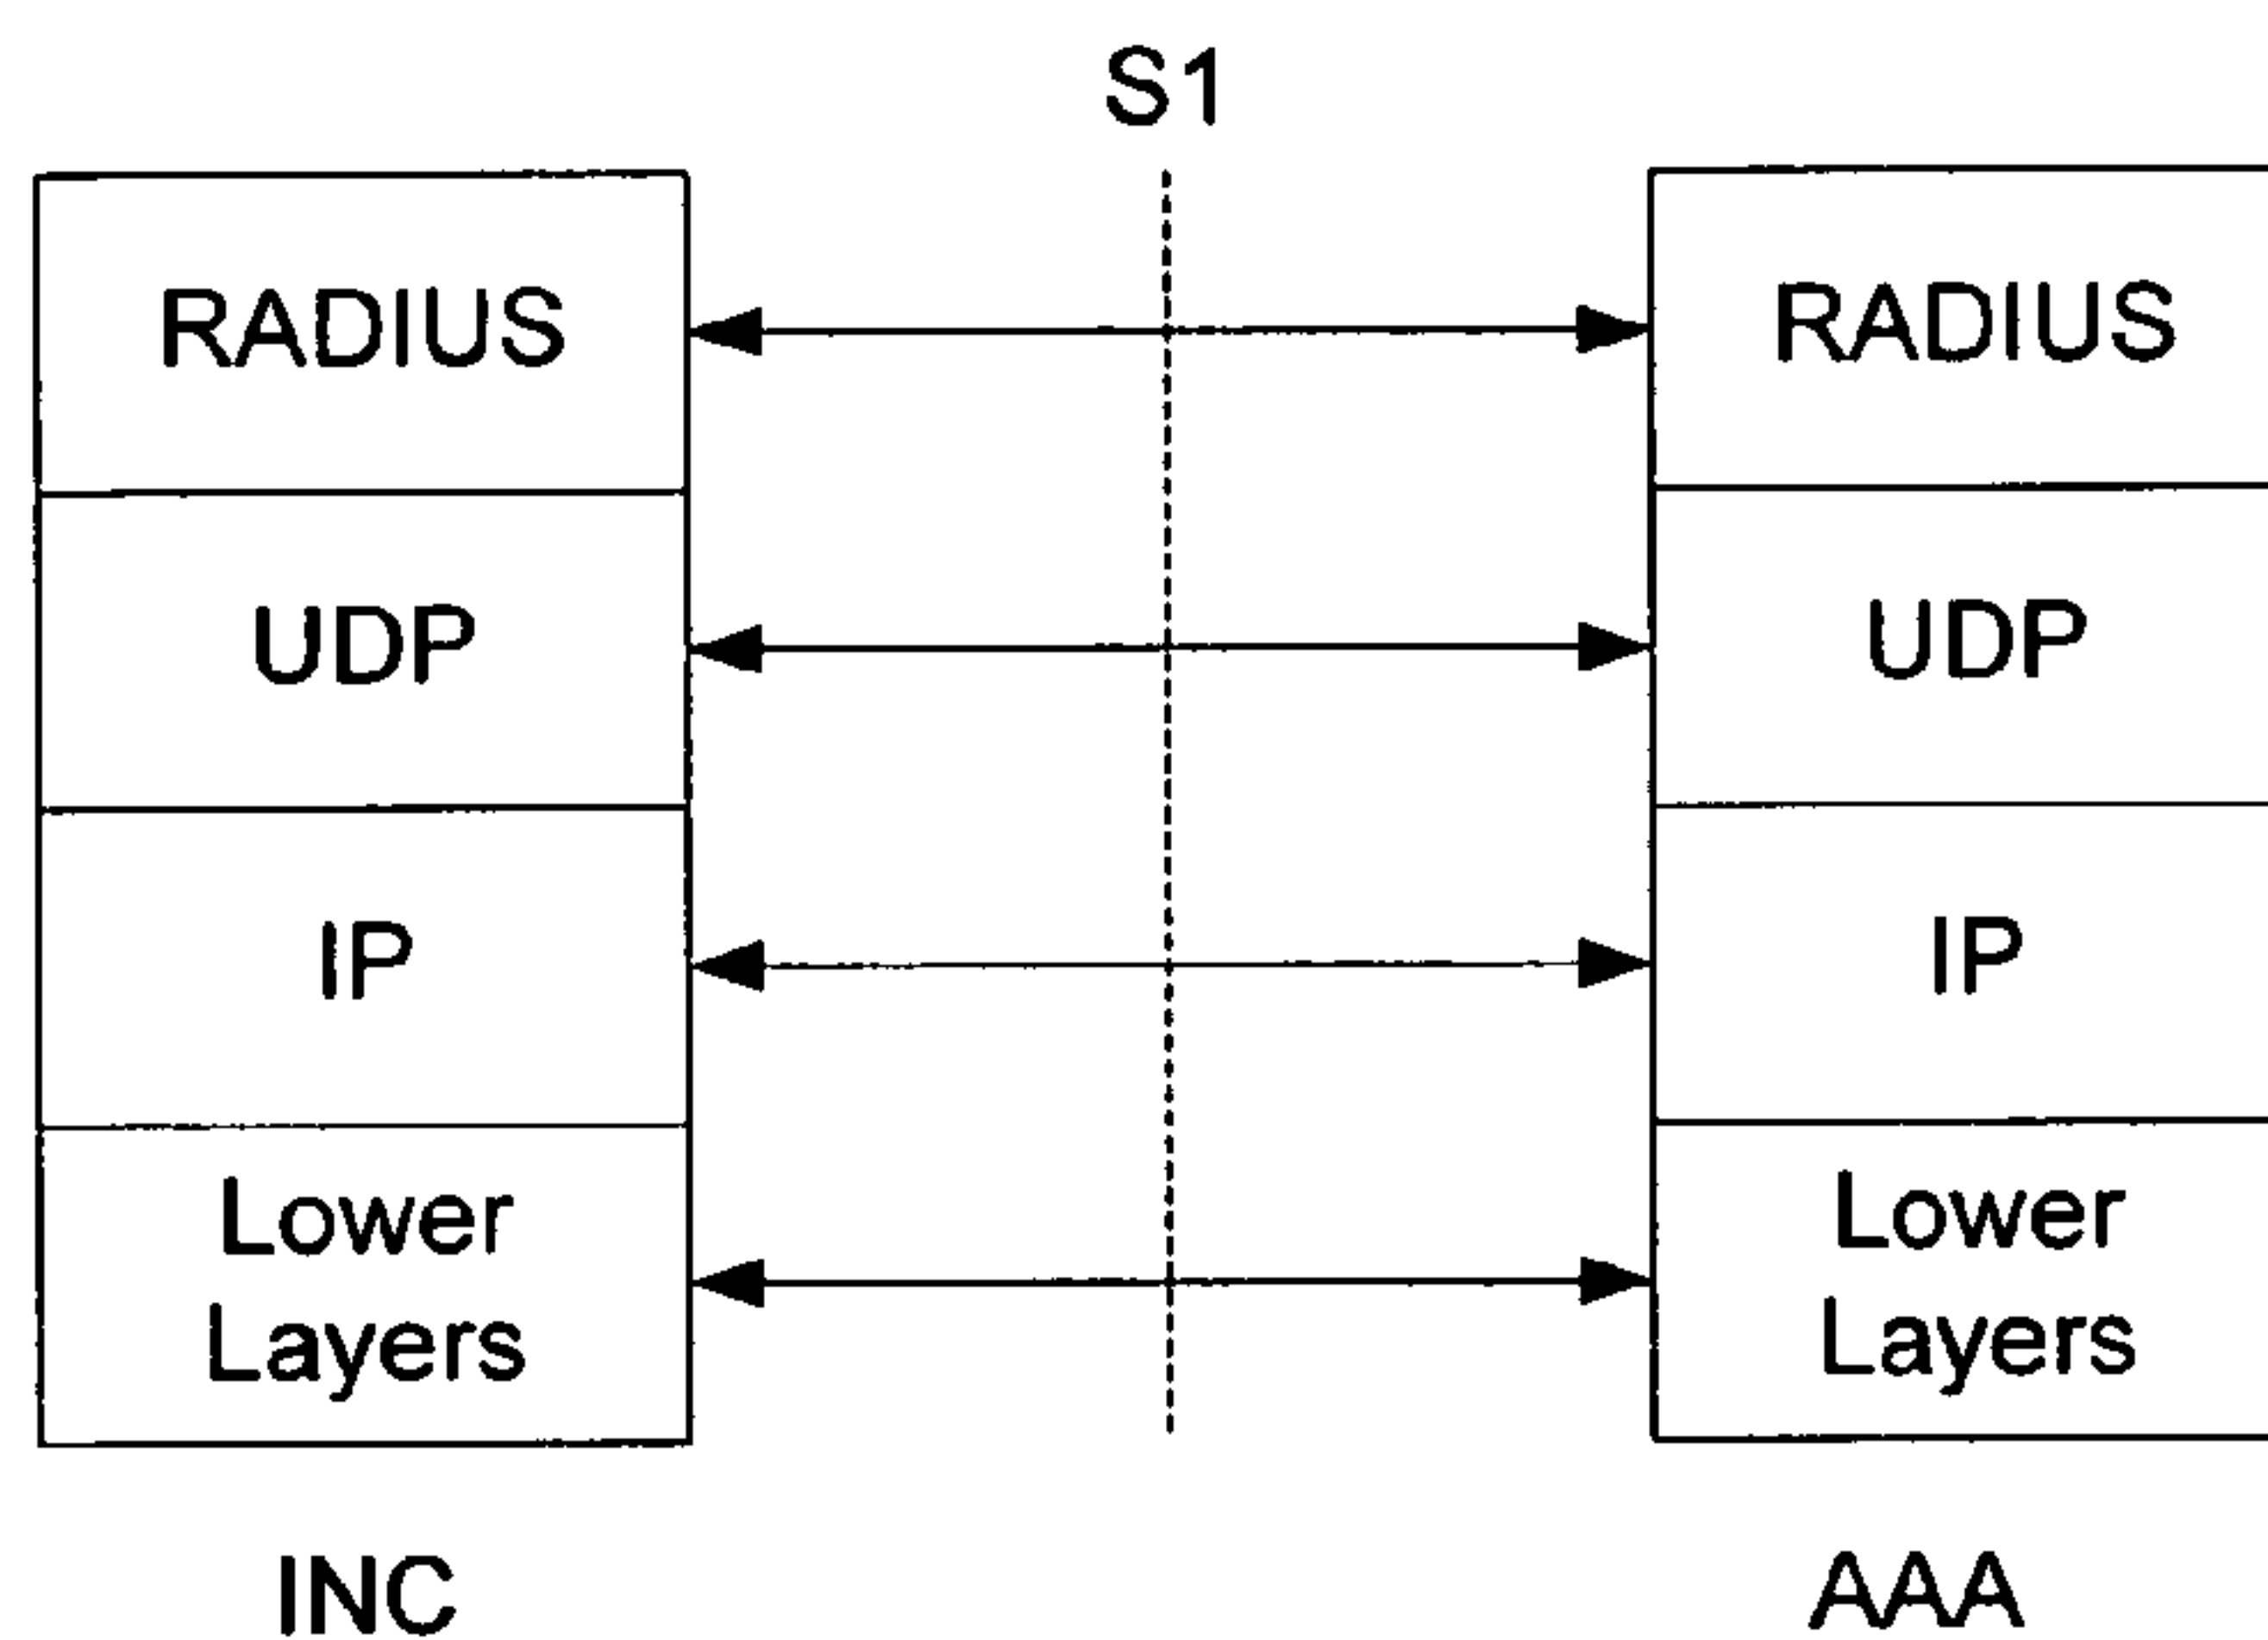 S1
RADIUS
RADIUS
UDP
UDP
IP
IP
Lower
Layers
Lower
Layers
INC
AAA